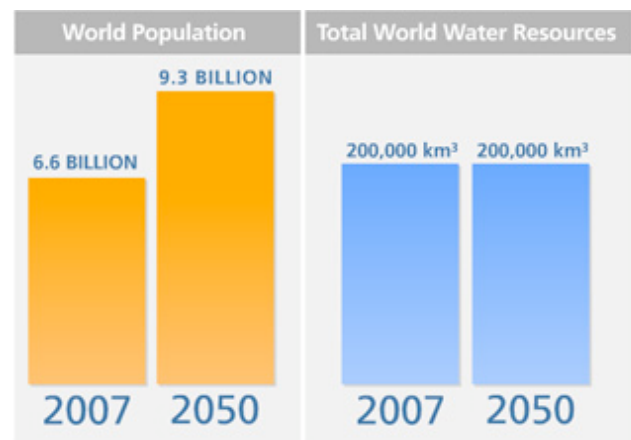 World Population
9.3 BILLION
6.6 BILLION
2007 2050
Total World Water Resources
200,000 km³ 200,000 km³
2007 2050